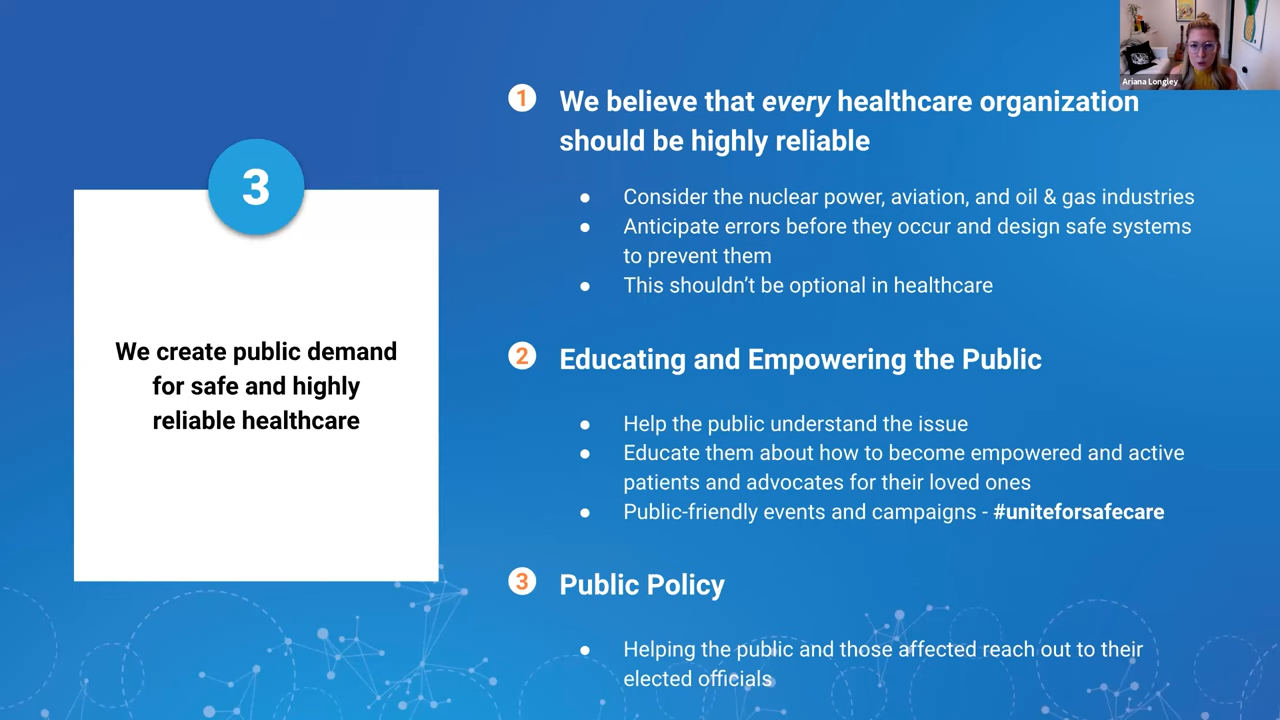 3
We create public demand
for safe and highly
reliable healthcare
1 We believe that every healthcare organization
should be highly reliable
● Consider the nuclear power, aviation, and oil & gas industries
● Anticipate errors before they occur and design safe systems
to prevent them
● This shouldn’t be optional in healthcare
2 Educating and Empowering the Public
● Help the public understand the issue
● Educate them about how to become empowered and active
patients and advocates for their loved ones
● Public-friendly events and campaigns - #uniteforsafecare
3 Public Policy
● Helping the public and those affected reach out to their
elected officials
Ariana Longley